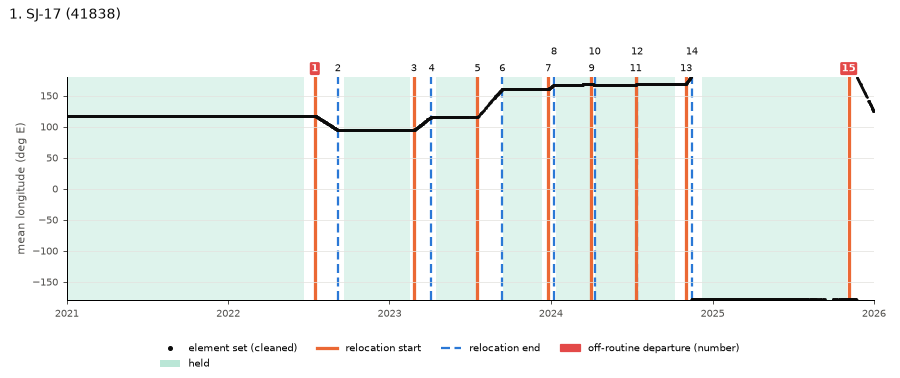 1. SJ-17 (41838)
8 10 12 14
1 2 3 4 5 6 7 9 11 13 15
mean longitude (deg E)
150
100
50
0
−50
−100
−150
2021 2022 2023 2024 2025 2026
element set (cleaned) relocation start relocation end off-routine departure (number)
held